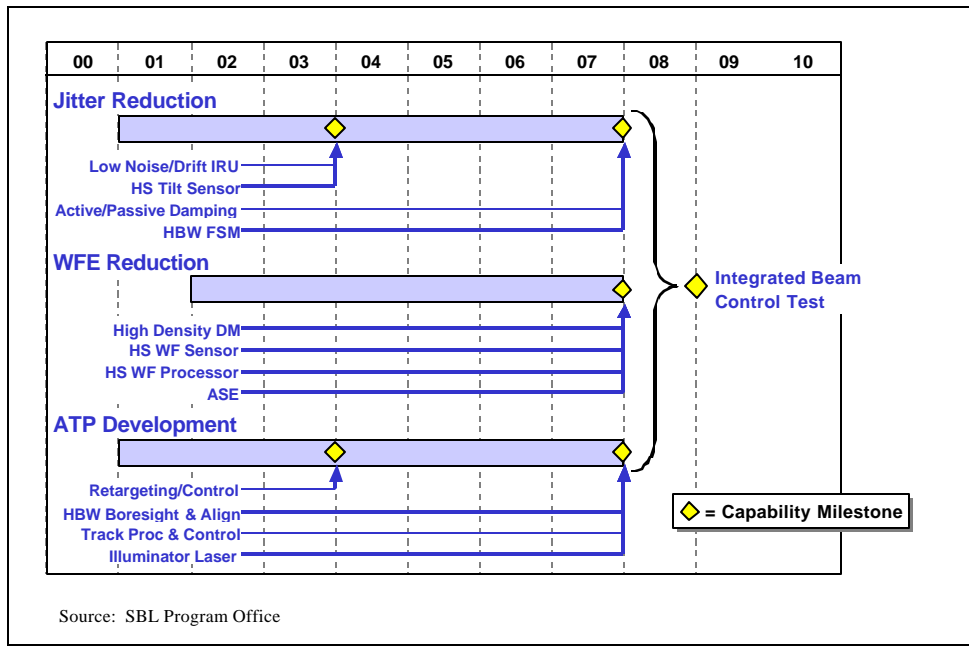 00 01 02 03 04 05 06 07 08 09 10
Jitter Reduction
Low Noise/Drift IRU
HS Tilt Sensor
Active/Passive Damping
HBW FSM
WFE Reduction
High Density DM
HS WF Sensor
HS WF Processor
ASE
Integrated Beam
Control Test
ATP Development
Retargeting/Control
HBW Boresight & Align
Track Proc & Control
Illuminator Laser
= Capability Milestone
Source: SBL Program Office